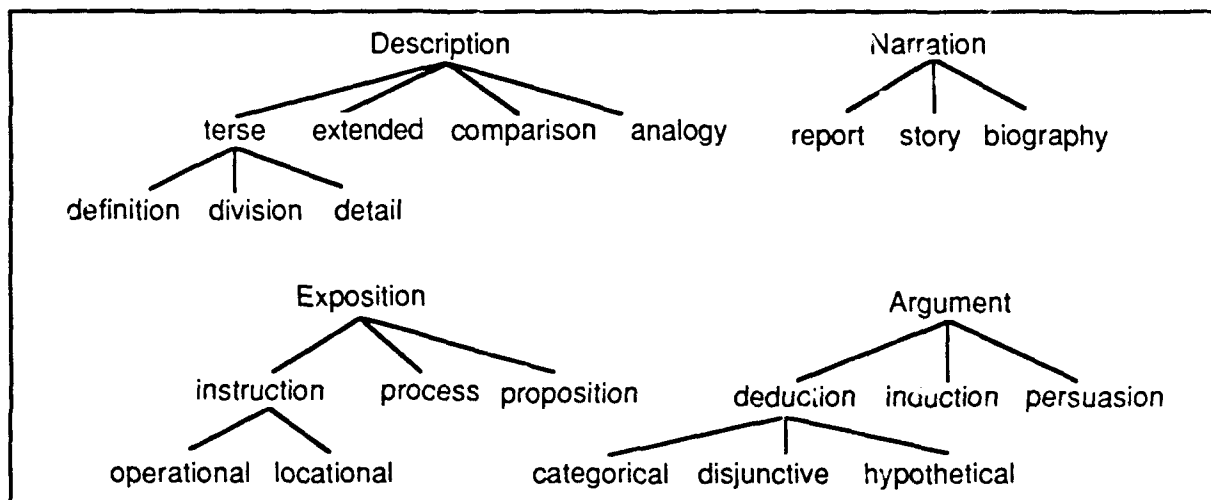 Description Narration
terse extended comparison analogy report story biography
definition division detail
Exposition Argument
instruction process proposition deduction induction persuasion
operational locational categorical disjunctive hypothetical